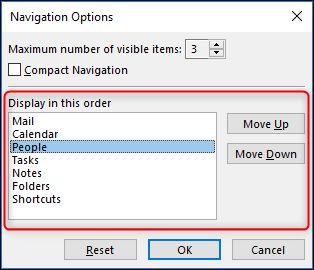 Navigation Options
Maximum number of visible items: 3
Compact Navigation
Display in this order
Mail
Calendar
People
Tasks
Notes
Folders
Shortcuts
Move Up
Move Down
Reset OK Cancel